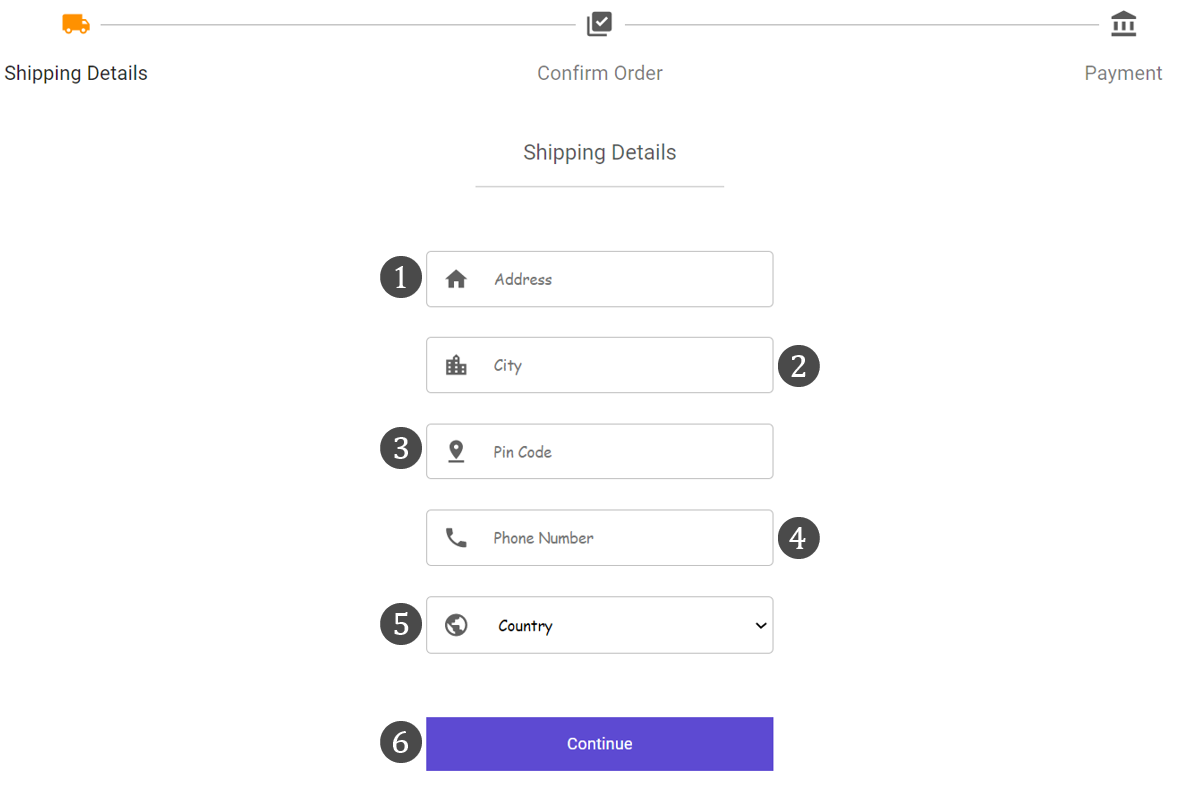 Shipping Details Confirm Order Payment
Shipping Details
1 Address
City 2
3 Pin Code
Phone Number 4
5 Country
6 Continue